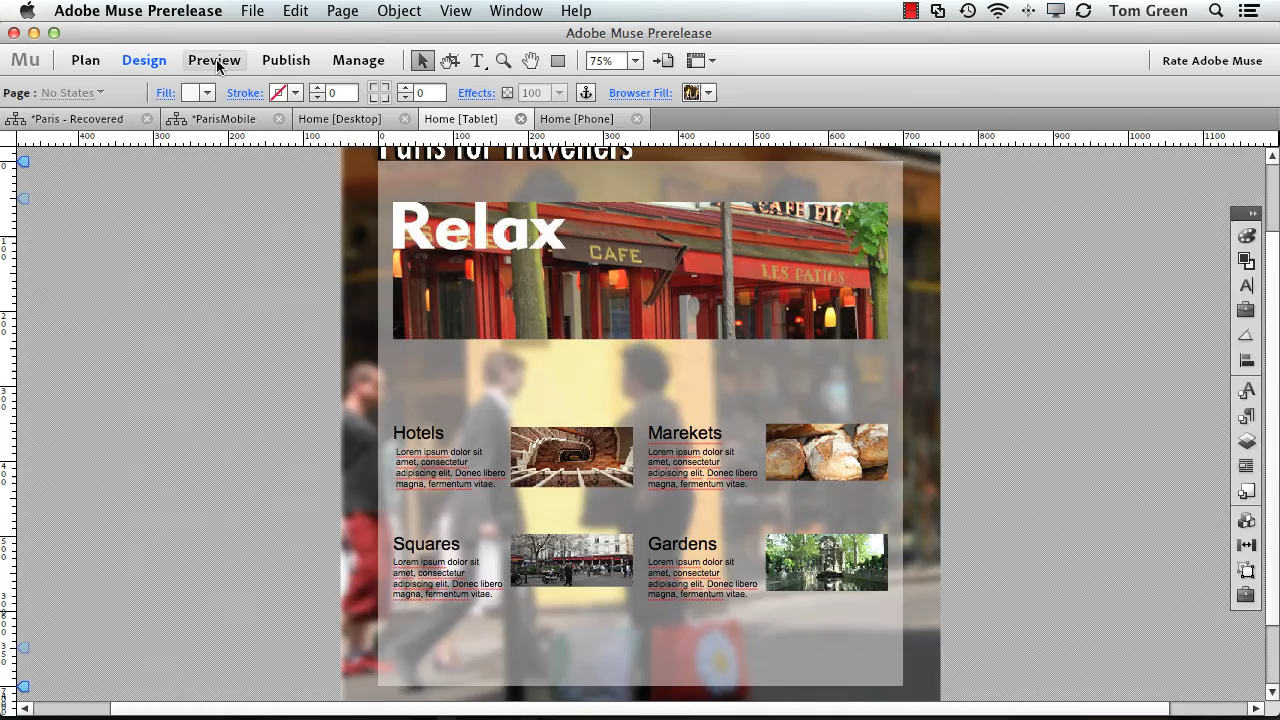 Adobe Muse Prerelease File Edit Page Object View Window Help Tom Green
Adobe Muse Prerelease
Mu Plan Design Preview Publish Manage 75% Rate Adobe Muse
Page : No States Fill: Stroke: 0 0 Effects: 100 Browser Fill:
*Paris - Recovered *ParisMobile Home [Desktop] Home [Tablet] Home [Phone]
400 300 200 100 0 100 200 300 400 500 600 700 800 900 1000 1100
Paris for Travellers
Relax
CAFE PIZ
CAFE
LES PATIOS
Hotels
Lorem ipsum dolor sit
amet, consectetur
adipiscing elit. Donec libero
magna, fermentum vitae.
Marekets
Lorem ipsum dolor sit
amet, consectetur
adipiscing elit. Donec libero
magna, fermentum vitae.
Squares
Lorem ipsum dolor sit
amet, consectetur
adipiscing elit. Donec libero
magna, fermentum vitae.
Gardens
Lorem ipsum dolor sit
amet, consectetur
adipiscing elit. Donec libero
magna, fermentum vitae.